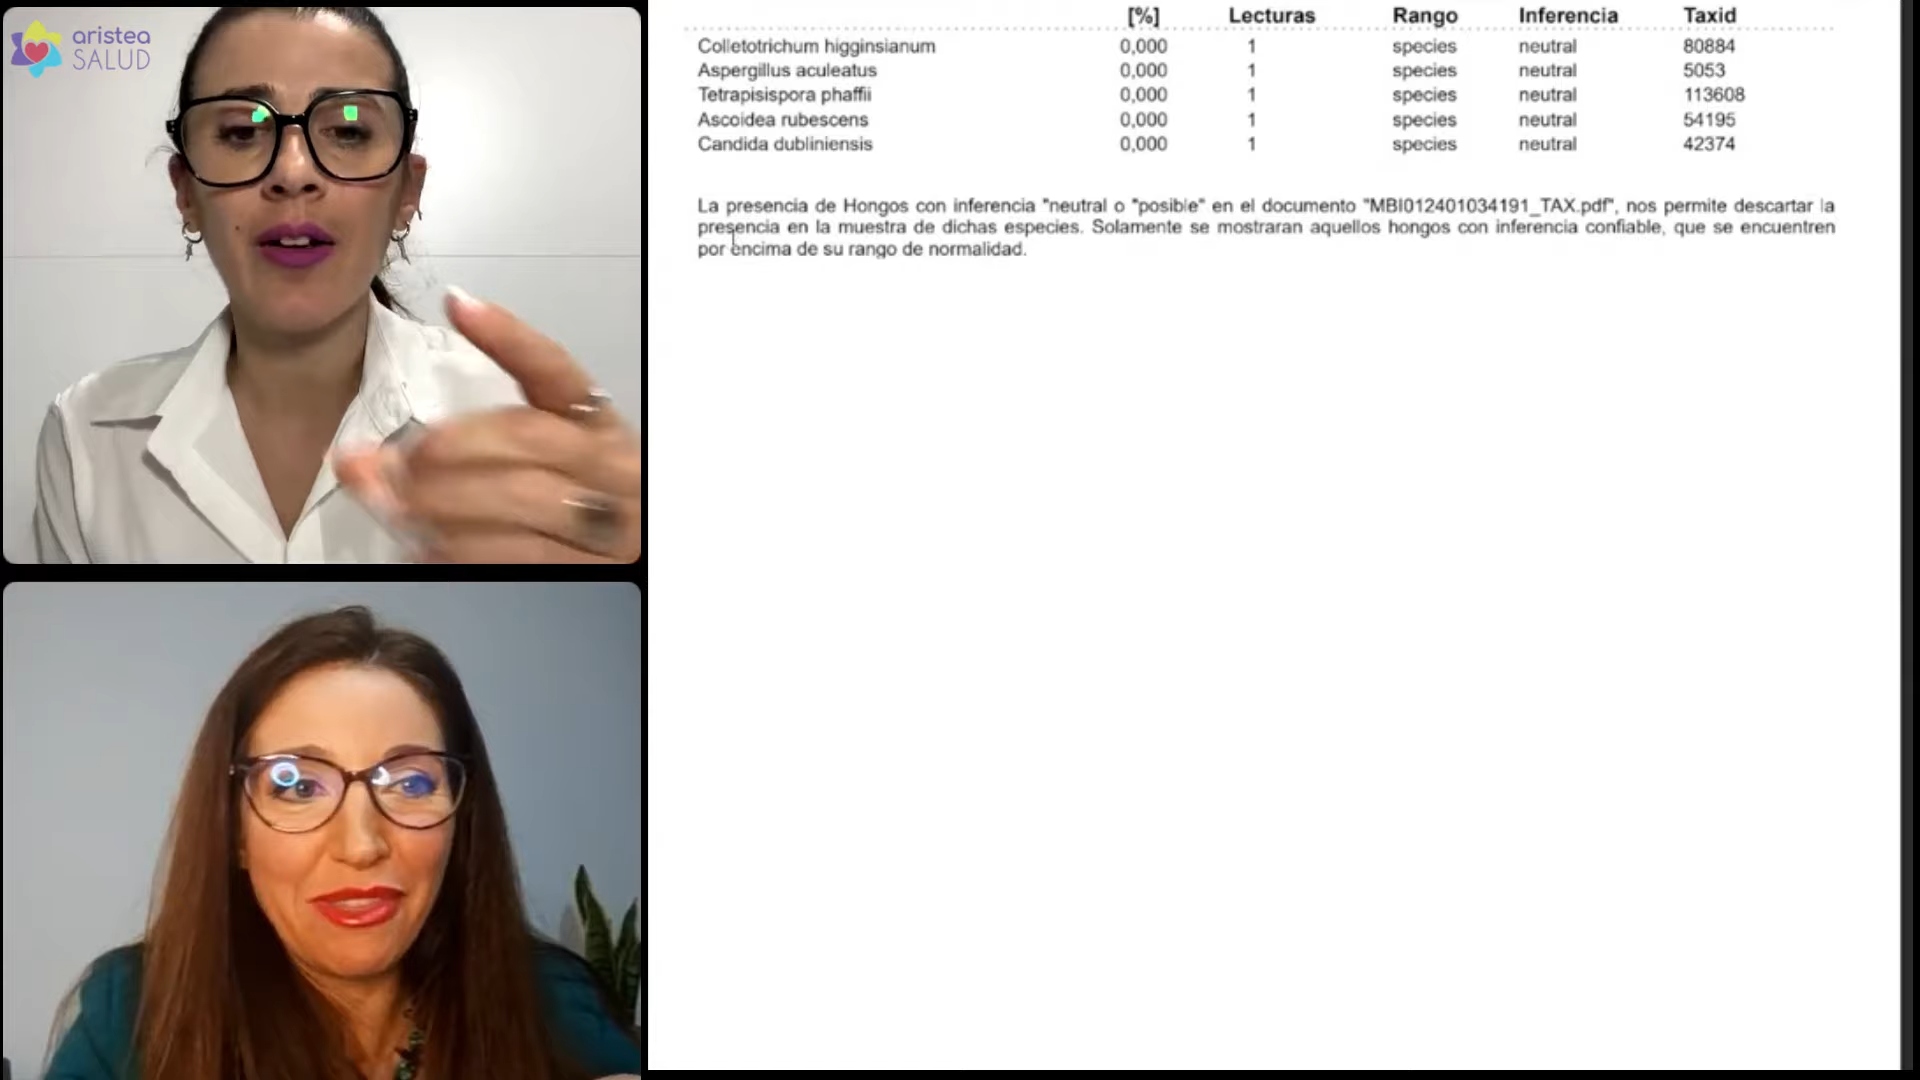 aristea
SALUD
[%] Lecturas Rango Inferencia Taxid
Colletotrichum higginsianum 0,000 1 species neutral 80884
Aspergillus aculeatus 0,000 1 species neutral 5053
Tetrapisispora phaffii 0,000 1 species neutral 113608
Ascoidea rubescens 0,000 1 species neutral 54195
Candida dubliniensis 0,000 1 species neutral 42374
La presencia de Hongos con inferencia "neutral o "posible" en el documento "MBI012401034191_TAX.pdf", nos permite descartar la
presencia en la muestra de dichas especies. Solamente se mostraran aquellos hongos con inferencia confiable, que se encuentren
por encima de su rango de normalidad.